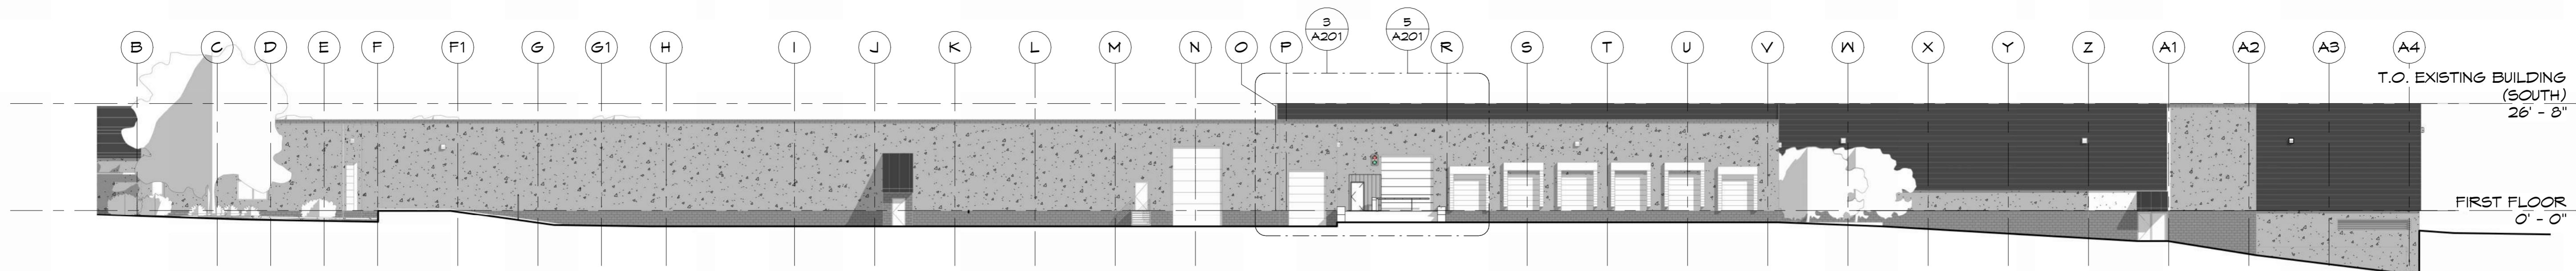 3
A201
5
A201
B
C
D
E
F
F1
G
G1
H
I
J
K
L
M
N
O
P
R
S
T
U
V
W
X
Y
Z
A1
A2
A3
A4
T.O. EXISTING BUILDING
(SOUTH)
26' - 8"
FIRST FLOOR
0' - 0"